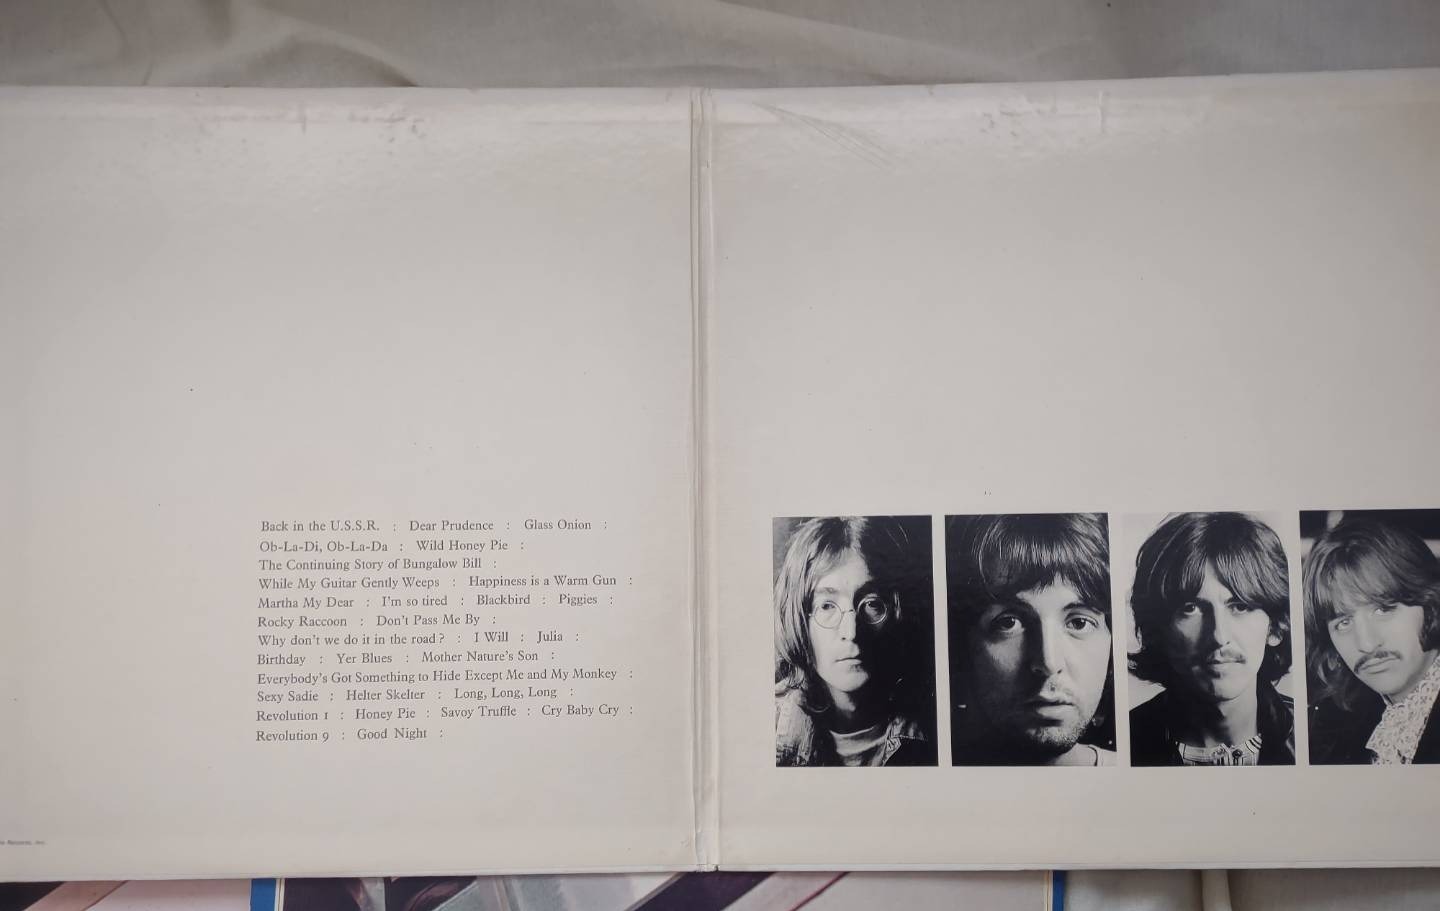 Back in the U.S.S.R. : Dear Prudence : Glass Onion :
Ob-La-Di, Ob-La-Da : Wild Honey Pie :
The Continuing Story of Bungalow Bill :
While My Guitar Gently Weeps : Happiness is a Warm Gun :
Martha My Dear : I'm so tired : Blackbird : Piggies :
Rocky Raccoon : Don't Pass Me By :
Why don't we do it in the road? : I Will : Julia :
Birthday : Yer Blues : Mother Nature's Son :
Everybody's Got Something to Hide Except Me and My Monkey :
Sexy Sadie : Helter Skelter : Long, Long, Long :
Revolution 1 : Honey Pie : Savoy Truffle : Cry Baby Cry :
Revolution 9 : Good Night :
Records, Inc.